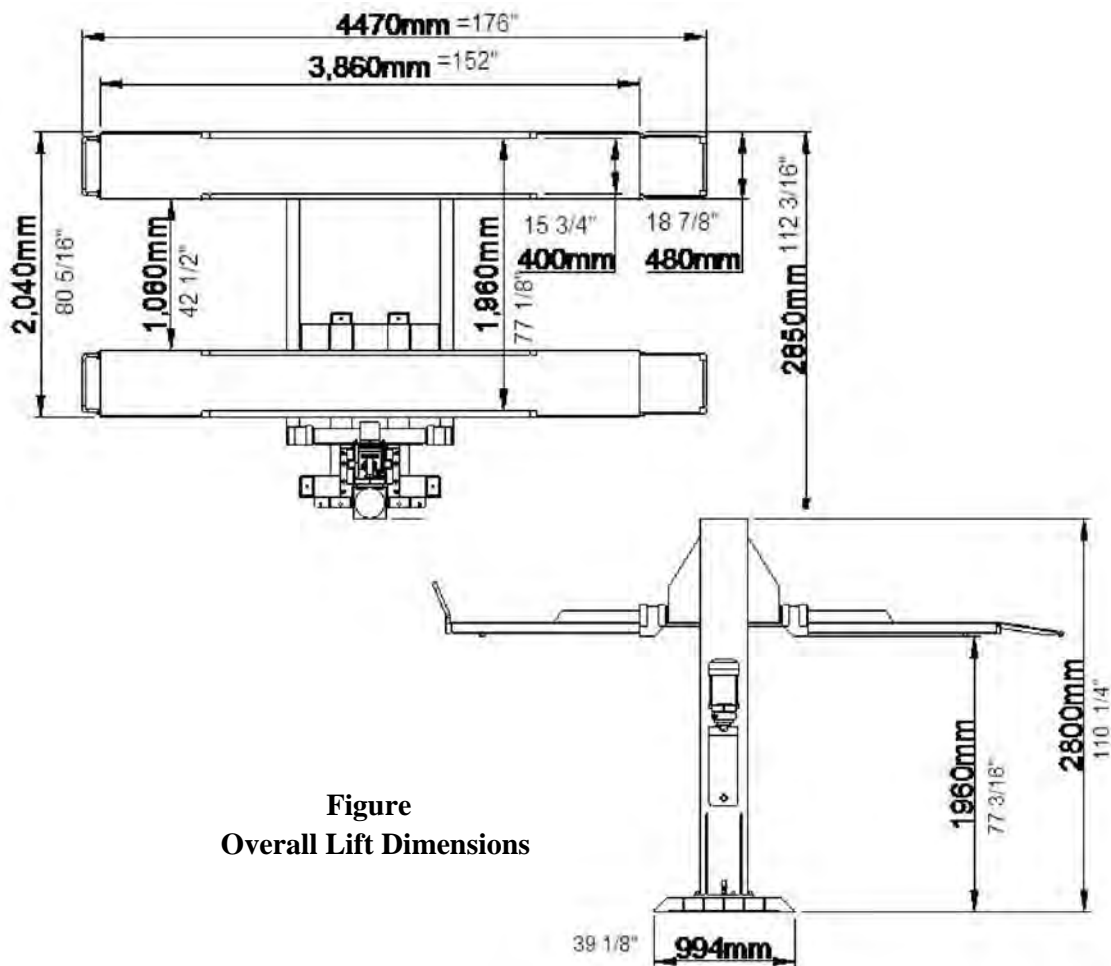 4470mm =176"
3,860mm =152"
2,040mm
80 5/16"
1,060mm
42 1/2"
1,960mm
77 1/8"
15 3/4"
400mm
18 7/8"
480mm
2850mm
112 3/16"
1960mm
77 3/16"
2800mm
110 1/4"
Figure
Overall Lift Dimensions
39 1/8"
994mm